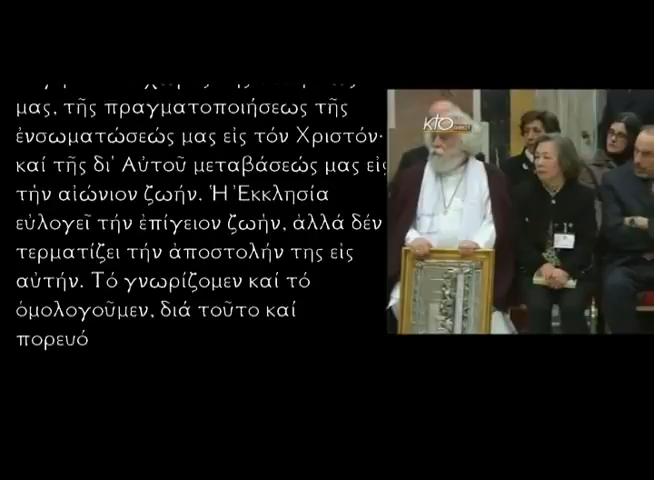 μας, τῆς πραγματοποιήσεως τῆς
ἐνσωματώσεώς μας εἰς τόν Χριστόν·
καί τῆς δι' Αὐτοῦ μεταβάσεώς μας εἰς
τήν αἰώνιον ζωήν. Ἡ Ἐκκλησία
εὐλογεῖ τήν ἐπίγειον ζωήν, ἀλλά δέν
τερματίζει τήν ἀποστολήν της εἰς
αὐτήν. Τό γνωρίζομεν καί τό
ὁμολογοῦμεν, διά τοῦτο καί
πορευό
KTO
DIRECT